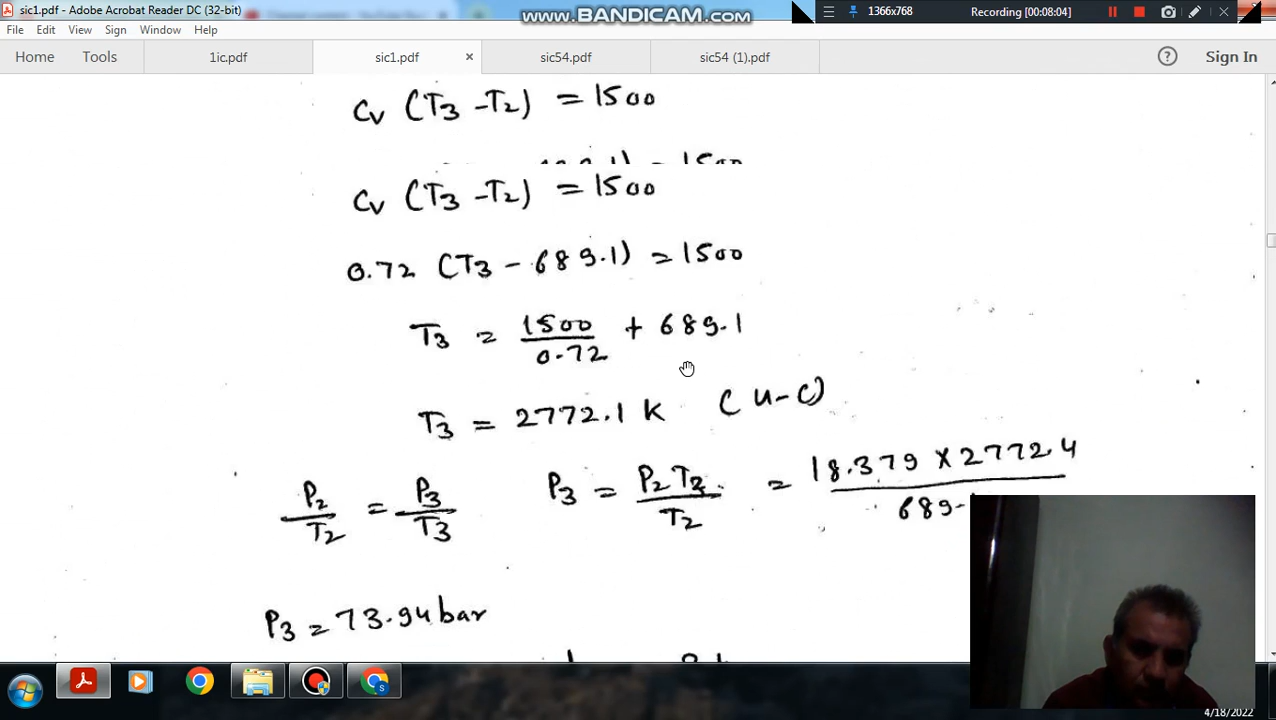 sic1.pdf - Adobe Acrobat Reader DC (32-bit)
www.BANDICAM.com
1366x768
Recording [00:08:04]
File Edit View Sign Window Help
Home Tools 1ic.pdf sic1.pdf × sic54.pdf sic54 (1).pdf Sign In
Cv (T3 - T2) = 1500
Cv (T3 - T2) = 1500
0.72 (T3 - 689.1) = 1500
T3 = 1500/0.72 + 689.1
T3 = 2772.1 K (u-c)
P2/T2 = P3/T3 P3 = P2 T3/T2 = 18.379 × 2772.4/689.
P3 = 73.94 bar
4/18/2022